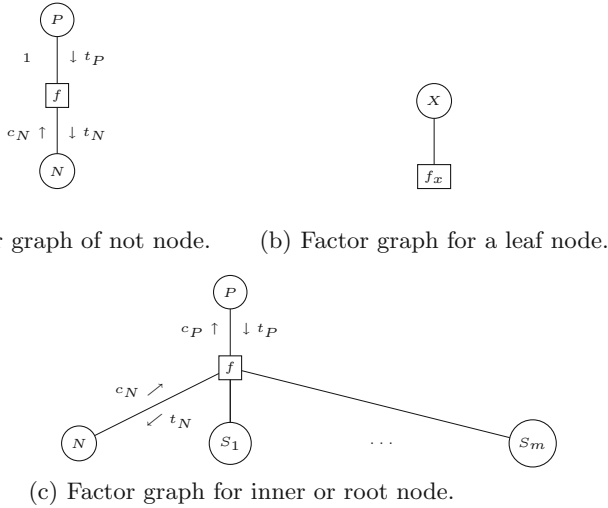 P
1 ↓ t_P
f
c_N ↑ ↓ t_N
N
X
f_x
graph of not node.
(b) Factor graph for a leaf node.
P
c_P ↑ ↓ t_P
f
c_N ↗
↙ t_N
N S_1 ... S_m
(c) Factor graph for inner or root node.